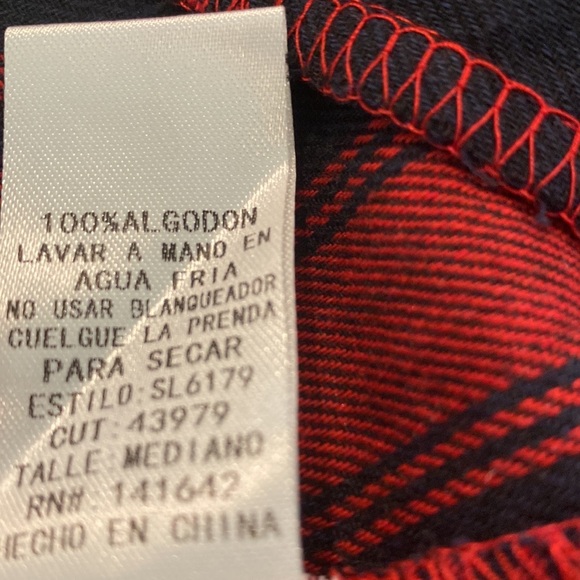 100%ALGODON
LAVAR A MANO EN
AGUA FRIA
NO USAR BLANQUEADOR
CUELGUE LA PRENDA
PARA SECAR
ESTILO:SL6179
CUT:43979
TALLE:MEDIANO
RN#: 141642
HECHO EN CHINA